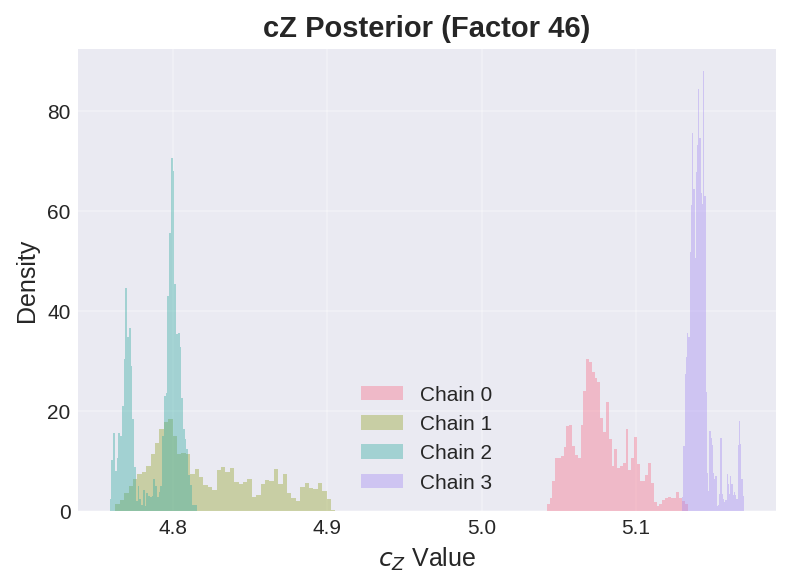 cZ Posterior (Factor 46)
Density
80
60
40
20
0
4.8
4.9
5.0
5.1
Chain 0
Chain 1
Chain 2
Chain 3
c_Z Value